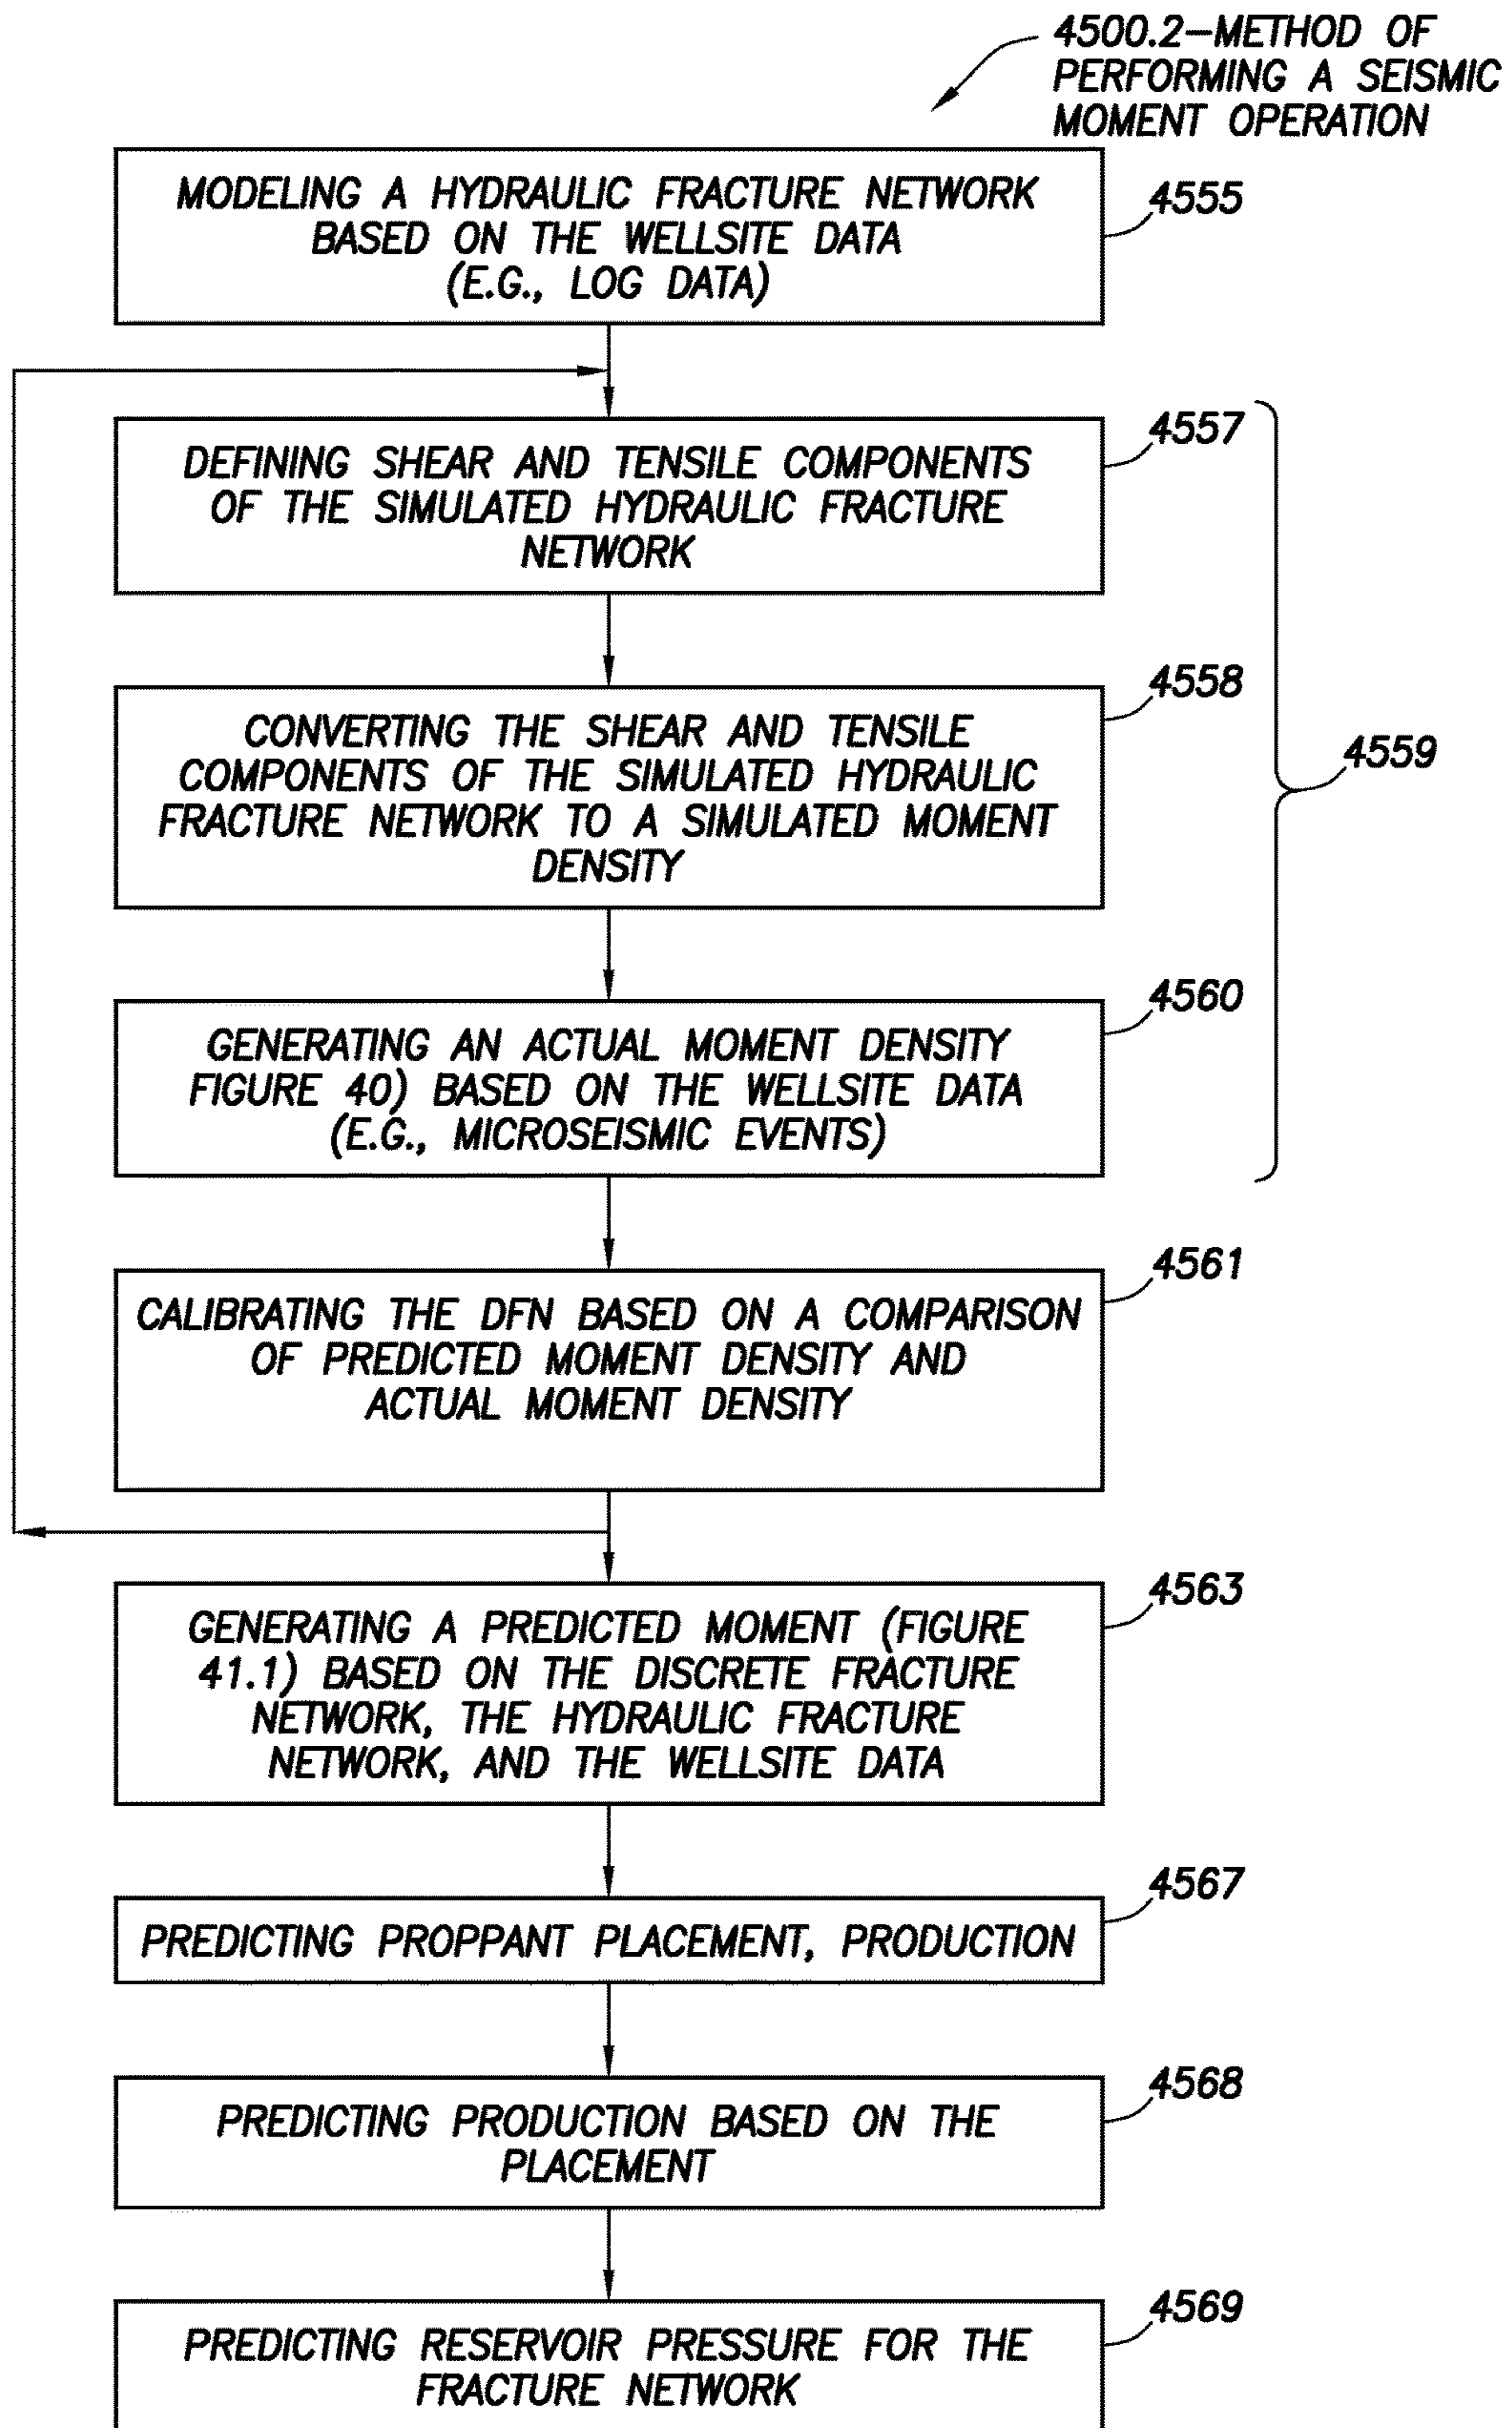 4500.2-METHOD OF
PERFORMING A SEISMIC
MOMENT OPERATION
MODELING A HYDRAULIC FRACTURE NETWORK
BASED ON THE WELLSITE DATA
(E.G., LOG DATA)
4555
DEFINING SHEAR AND TENSILE COMPONENTS
OF THE SIMULATED HYDRAULIC FRACTURE
NETWORK
4557
CONVERTING THE SHEAR AND TENSILE
COMPONENTS OF THE SIMULATED HYDRAULIC
FRACTURE NETWORK TO A SIMULATED MOMENT
DENSITY
4558
4559
GENERATING AN ACTUAL MOMENT DENSITY
FIGURE 40) BASED ON THE WELLSITE DATA
(E.G., MICROSEISMIC EVENTS)
4560
CALIBRATING THE DFN BASED ON A COMPARISON
OF PREDICTED MOMENT DENSITY AND
ACTUAL MOMENT DENSITY
4561
GENERATING A PREDICTED MOMENT (FIGURE
41.1) BASED ON THE DISCRETE FRACTURE
NETWORK, THE HYDRAULIC FRACTURE
NETWORK, AND THE WELLSITE DATA
4563
PREDICTING PROPPANT PLACEMENT, PRODUCTION
4567
PREDICTING PRODUCTION BASED ON THE
PLACEMENT
4568
PREDICTING RESERVOIR PRESSURE FOR THE
FRACTURE NETWORK
4569